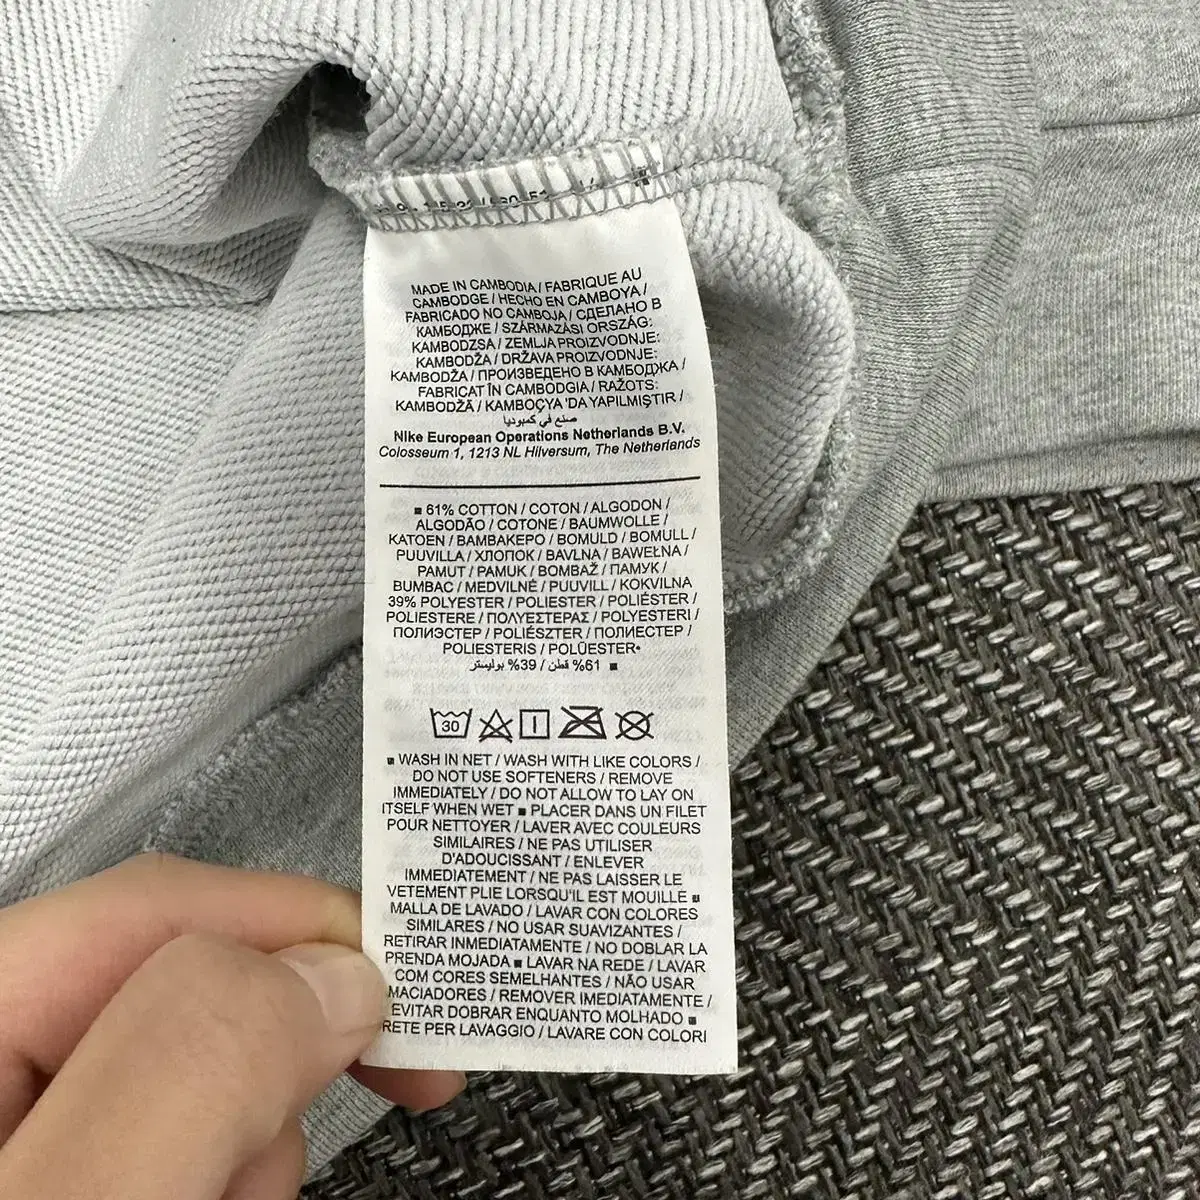 MADE IN CAMBODIA / FABRIQUE AU
CAMBODGE / HECHO EN CAMBOYA /
FABRICADO NO CAMBOJA / СДЕЛАНО В
КАМБОДЖЕ / SZÁRMAZÁSI ORSZÁG:
KAMBODZSA / ZEMLJA PROIZVODNJE:
KAMBODŽA / DRŽAVA PROIZVODNJE:
KAMBODŽA / ПРОИЗВЕДЕНО В КАМБОДЖА /
FABRICAT ÎN CAMBODGIA / RAŽOTS:
KAMBODŽĀ / KAMBOÇYA 'DA YAPILMIŞTIR /
صنع في كمبوديا
Nike European Operations Netherlands B.V.
Colosseum 1, 1213 NL Hilversum, The Netherlands
■ 61% COTTON / COTON / ALGODON /
ALGODÃO / COTONE / BAUMWOLLE /
KATOEN / ΒΑΜΒΑΚΕΡΟ / BOMULD / BOMULL /
PUUVILLA / ХЛОПОК / BAVLNA / BAWEŁNA /
PAMUT / PAMUK / BOMBAŽ / ПАМУК /
BUMBAC / MEDVILNĖ / PUUVILL / KOKVILNA
39% POLYESTER / POLIESTER / POLIÉSTER /
POLIESTERE / ΠΟΛΥΕΣΤΕΡΑΣ / POLYESTERI /
ПОЛИЭСТЕР / POLIÉSZTER / ПОЛИЕСТЕР /
POLIESTERIS / POLÜESTER•
61% قطن / 39% بوليستر ■
30
■ WASH IN NET / WASH WITH LIKE COLORS /
DO NOT USE SOFTENERS / REMOVE
IMMEDIATELY / DO NOT ALLOW TO LAY ON
ITSELF WHEN WET ■ PLACER DANS UN FILET
POUR NETTOYER / LAVER AVEC COULEURS
SIMILAIRES / NE PAS UTILISER
D'ADOUCISSANT / ENLEVER
IMMEDIATEMENT / NE PAS LAISSER LE
VETEMENT PLIE LORSQU'IL EST MOUILLE ■
MALLA DE LAVADO / LAVAR CON COLORES
SIMILARES / NO USAR SUAVIZANTES /
RETIRAR INMEDIATAMENTE / NO DOBLAR LA
PRENDA MOJADA ■ LAVAR NA REDE / LAVAR
COM CORES SEMELHANTES / NÃO USAR
MACIADORES / REMOVER IMEDIATAMENTE /
EVITAR DOBRAR ENQUANTO MOLHADO ■
RETE PER LAVAGGIO / LAVARE CON COLORI